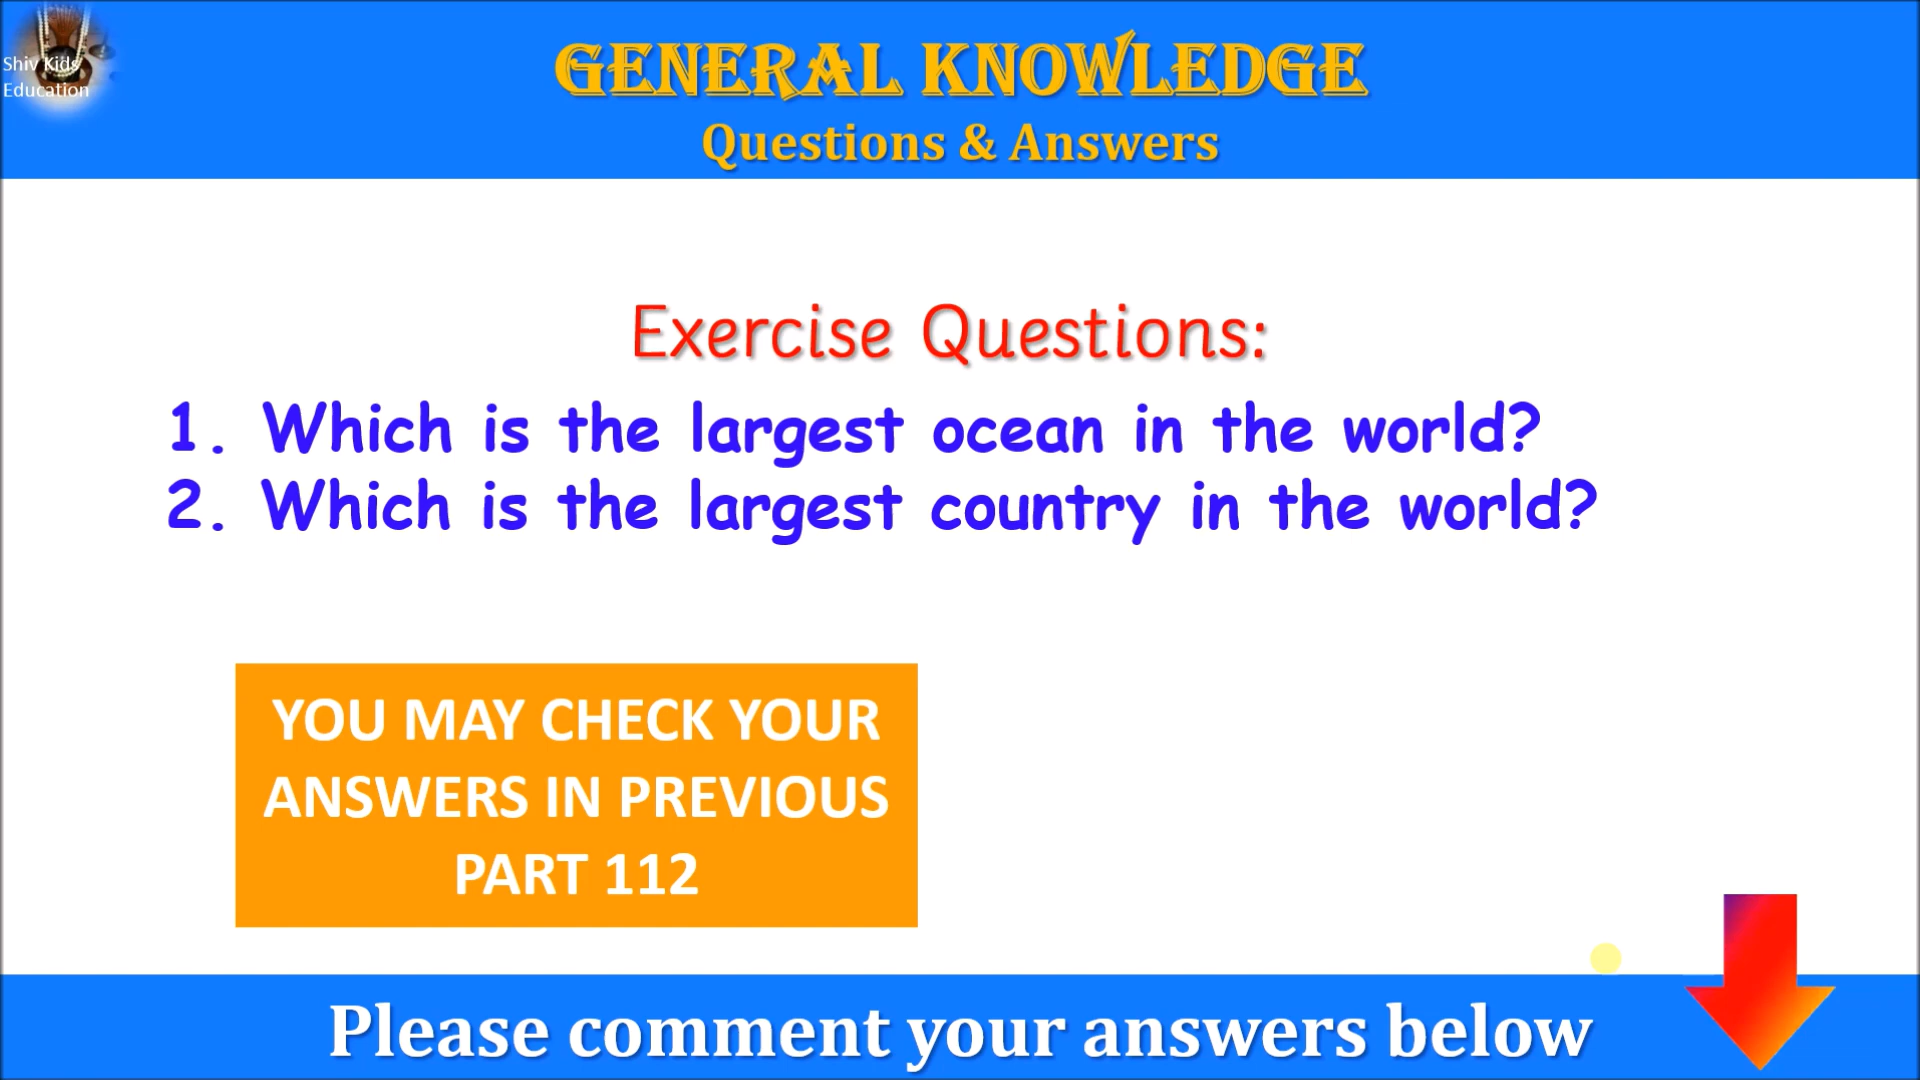 Shiv Kids
Education
GENERAL KNOWLEDGE
Questions & Answers
Exercise Questions:
1. Which is the largest ocean in the world?
2. Which is the largest country in the world?
YOU MAY CHECK YOUR
ANSWERS IN PREVIOUS
PART 112
Please comment your answers below